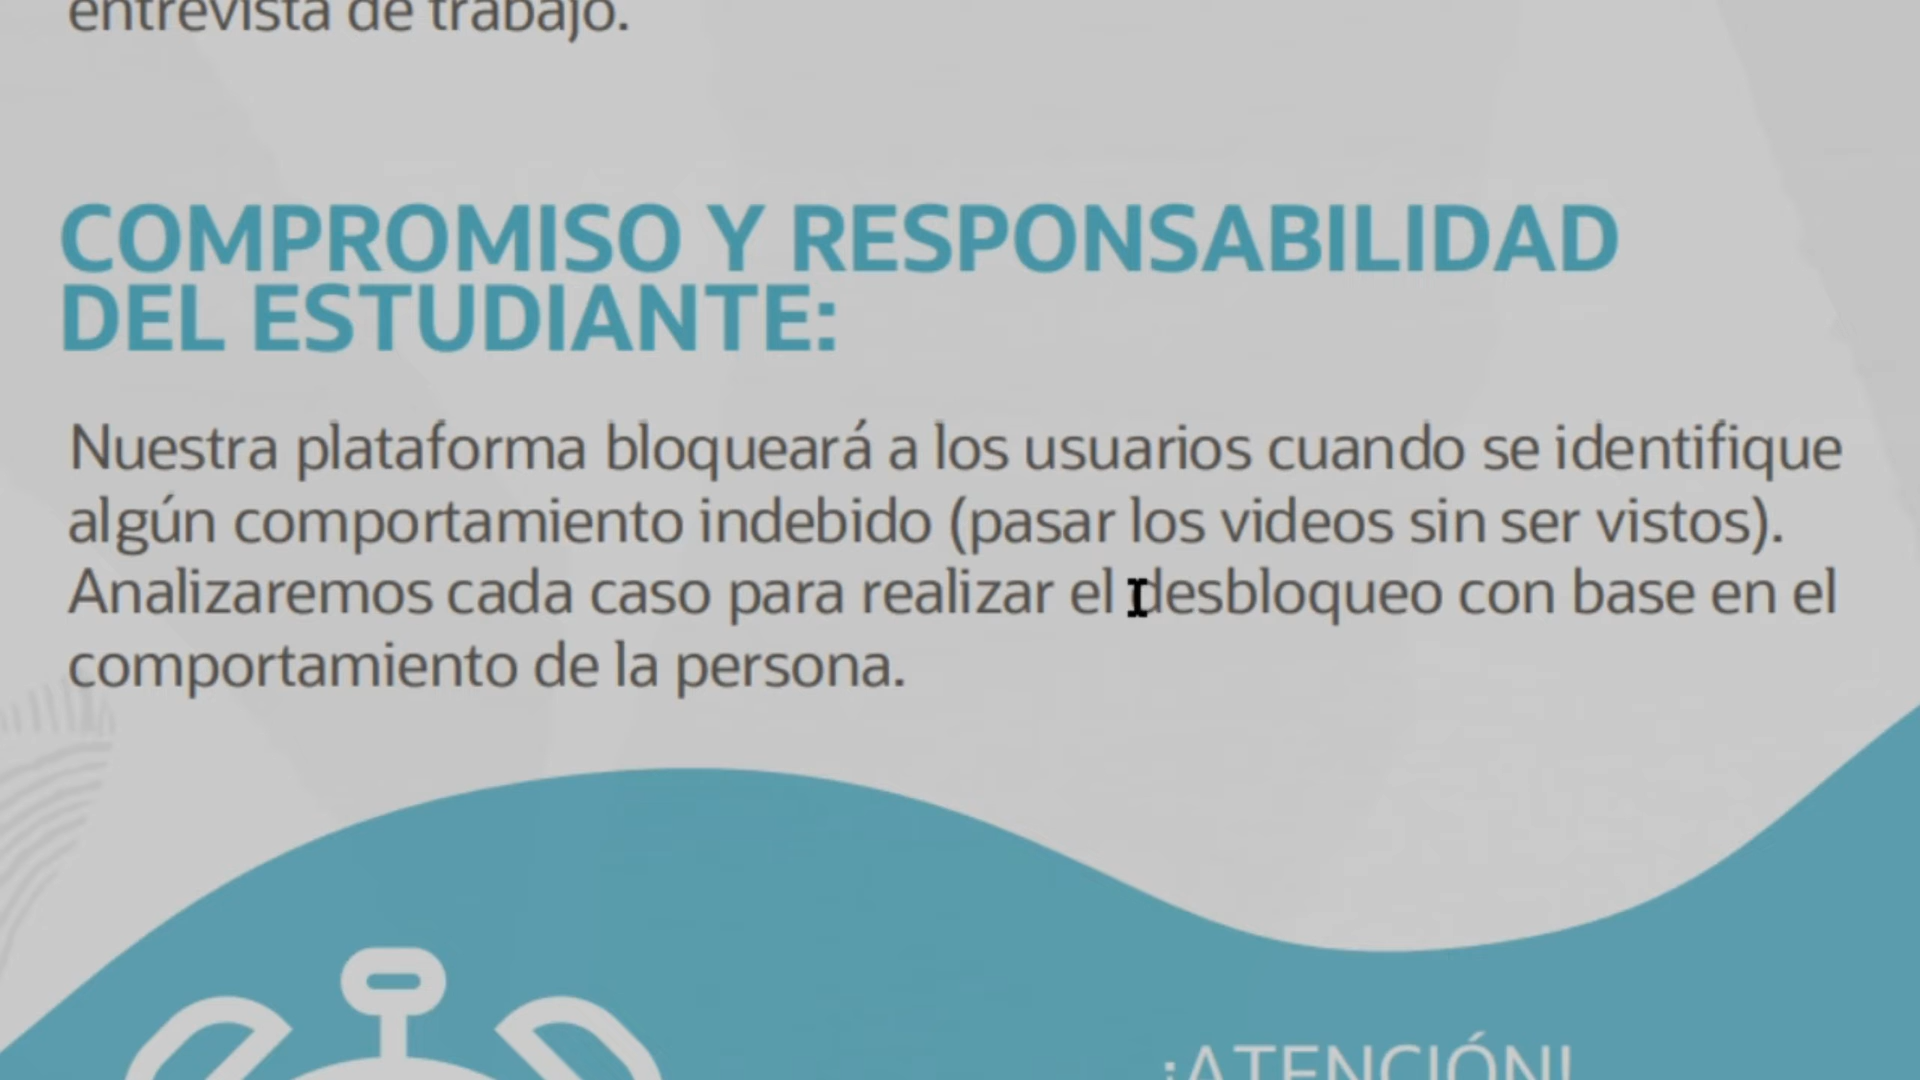 entrevista de trabajo.
COMPROMISO Y RESPONSABILIDAD
DEL ESTUDIANTE:
Nuestra plataforma bloqueará a los usuarios cuando se identifique
algún comportamiento indebido (pasar los videos sin ser vistos).
Analizaremos cada caso para realizar el desbloqueo con base en el
comportamiento de la persona.
¡ATENCIÓN!